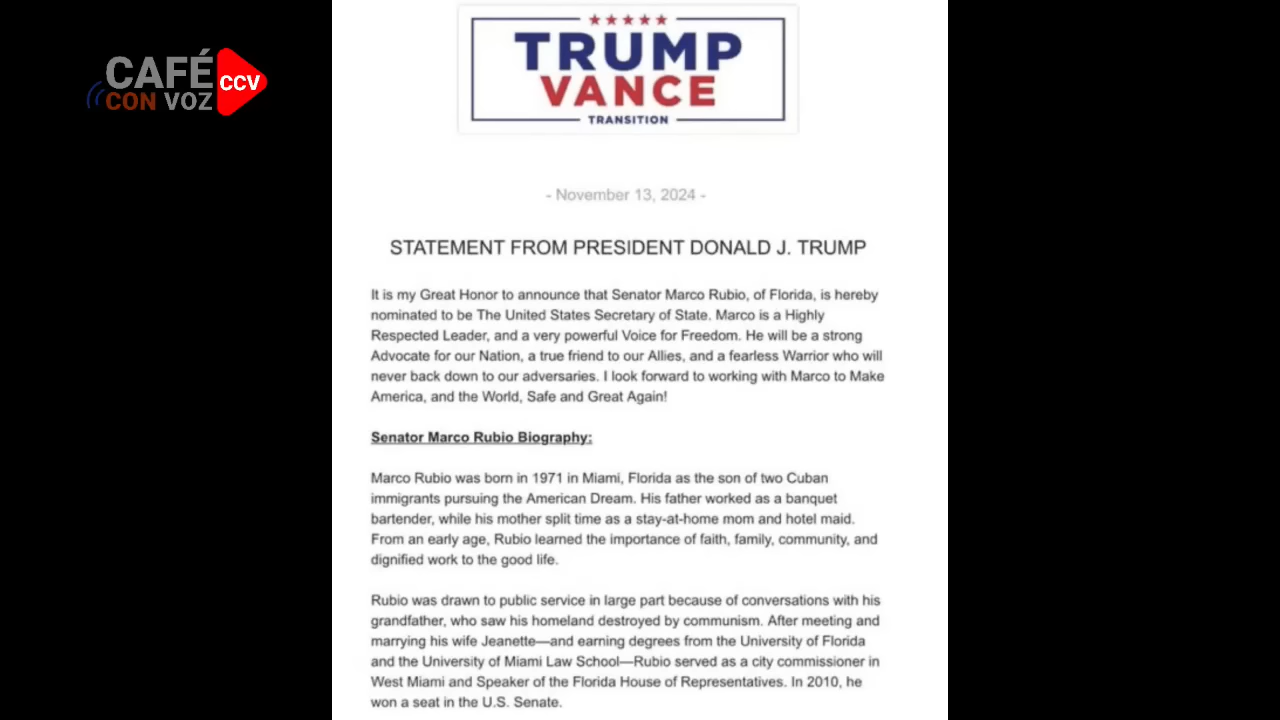 CAFÉ
CON VOZ
CCV
TRUMP
VANCE
TRANSITION
- November 13, 2024 -
STATEMENT FROM PRESIDENT DONALD J. TRUMP
It is my Great Honor to announce that Senator Marco Rubio, of Florida, is hereby
nominated to be The United States Secretary of State. Marco is a Highly
Respected Leader, and a very powerful Voice for Freedom. He will be a strong
Advocate for our Nation, a true friend to our Allies, and a fearless Warrior who will
never back down to our adversaries. I look forward to working with Marco to Make
America, and the World, Safe and Great Again!
Senator Marco Rubio Biography:
Marco Rubio was born in 1971 in Miami, Florida as the son of two Cuban
immigrants pursuing the American Dream. His father worked as a banquet
bartender, while his mother split time as a stay-at-home mom and hotel maid.
From an early age, Rubio learned the importance of faith, family, community, and
dignified work to the good life.
Rubio was drawn to public service in large part because of conversations with his
grandfather, who saw his homeland destroyed by communism. After meeting and
marrying his wife Jeanette—and earning degrees from the University of Florida
and the University of Miami Law School—Rubio served as a city commissioner in
West Miami and Speaker of the Florida House of Representatives. In 2010, he
won a seat in the U.S. Senate.